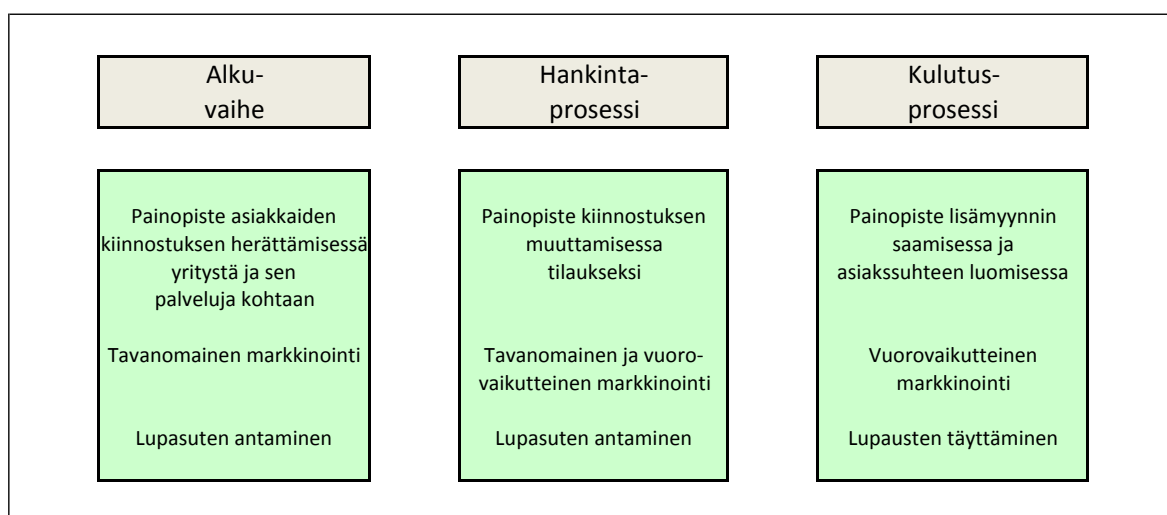 Alku-
vaihe
Hankinta-
prosessi
Kulutus-
prosessi
Painopiste asiakkaiden
kiinnostuksen herättämisessä
yritystä ja sen
palveluja kohtaan
Tavanomainen markkinointi
Lupasuten antaminen
Painopiste kiinnostuksen
muuttamisessa
tilaukseksi
Tavanomainen ja vuoro-
vaikutteinen markkinointi
Lupasuten antaminen
Painopiste lisämyynnin
saamisessa ja
asiakssuhteen luomisessa
Vuorovaikutteinen
markkinointi
Lupausten täyttäminen